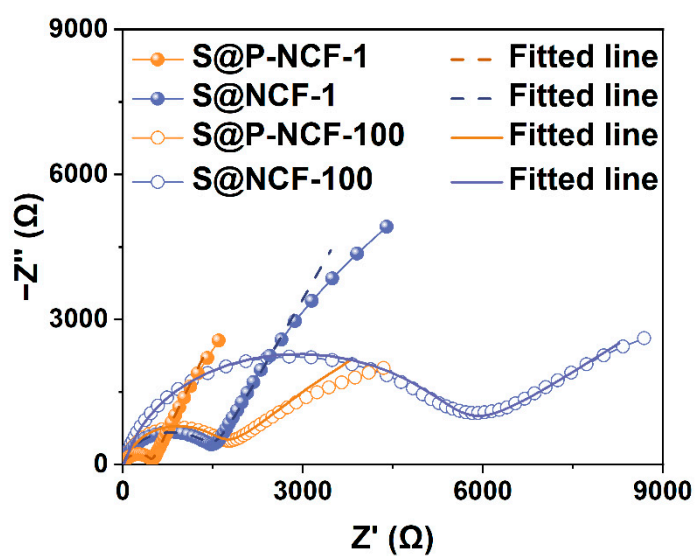 9000
6000
3000
0
−Z'' (Ω)
S@P-NCF-1 Fitted line
S@NCF-1 Fitted line
S@P-NCF-100 Fitted line
S@NCF-100 Fitted line
0 3000 6000 9000
Z' (Ω)